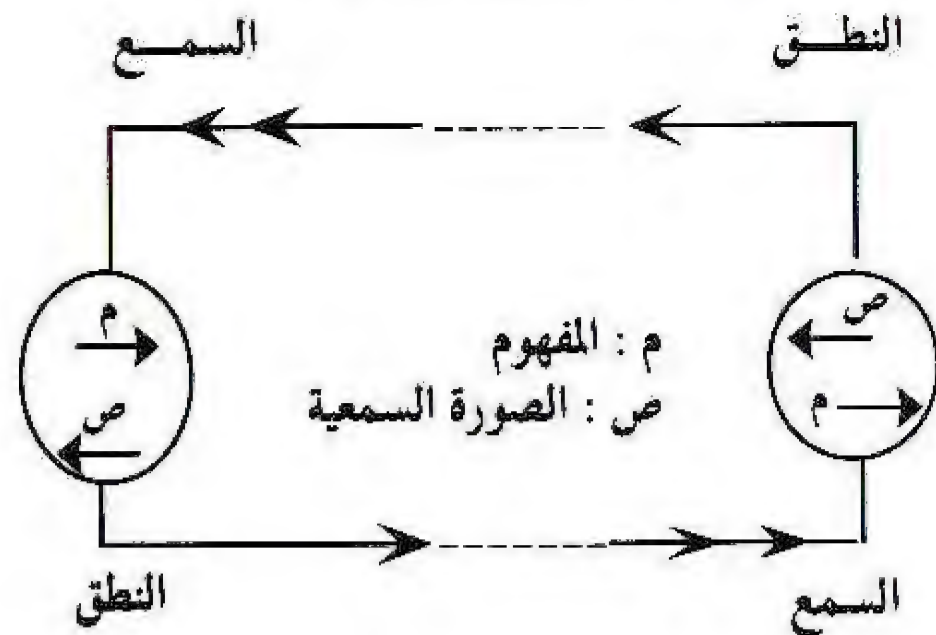 النطق
السمع
ص
م
م
ص
م : المفهوم
ص : الصورة السمعية
السمع
النطق